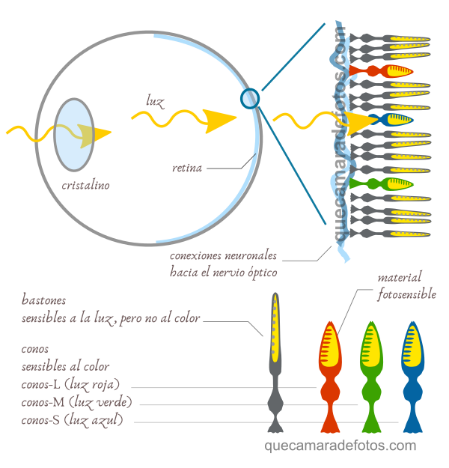 luz
retina
cristalino
quecamaradefotos.com
conexiones neuronales
hacia el nervio óptico
material
fotosensible
bastones
sensibles a la luz, pero no al color
conos
sensibles al color
conos-L (luz roja)
conos-M (luz verde)
conos-S (luz azul)
quecamaradefotos.com